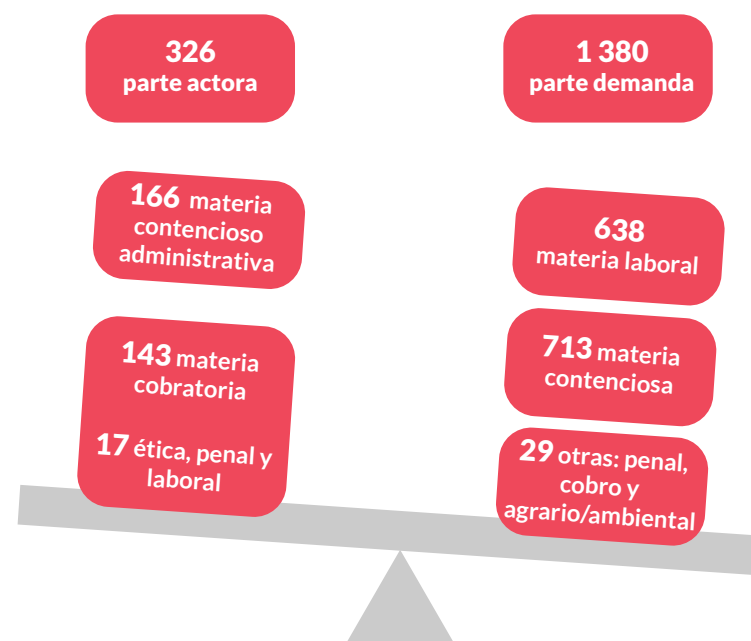 326
parte actora
166 materia
contencioso
administrativa
143 materia
cobratoria
17 ética, penal y
laboral
1 380
parte demanda
638
materia laboral
713 materia
contenciosa
29 otras: penal,
cobro y
agrario/ambiental